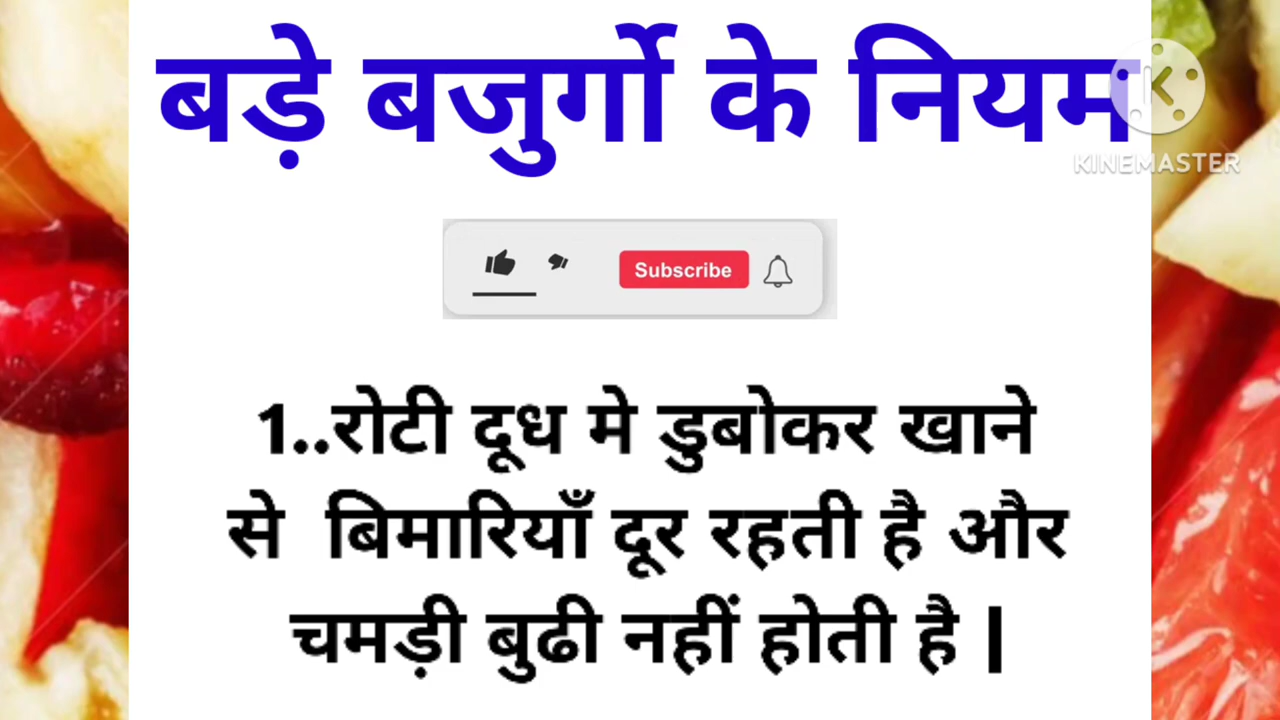 बड़े बजुर्गो के नियम
KINEMASTER
Subscribe
1..रोटी दूध मे डुबोकर खाने
से बिमारियाँ दूर रहती है और
चमड़ी बुढी नहीं होती है |